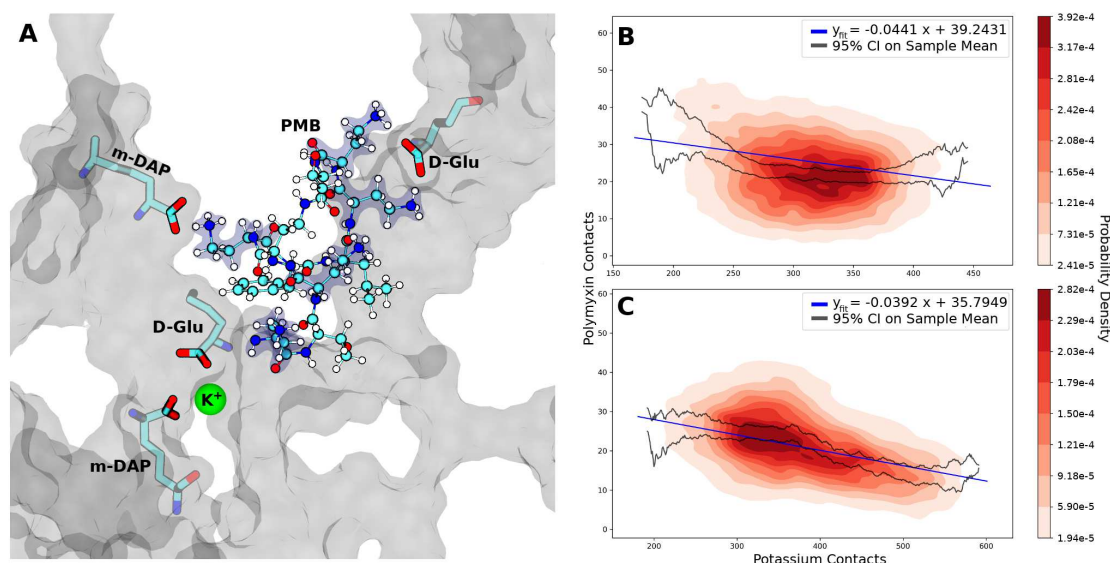 A
m-DAP
PMB
D-Glu
D-Glu
K+
m-DAP
B
y_fit = -0.0441 x + 39.2431
95% CI on Sample Mean
60
50
40
30
20
10
0
150 200 250 300 350 400 450
C
y_fit = -0.0392 x + 35.7949
95% CI on Sample Mean
60
50
40
30
20
10
0
200 300 400 500 600
Polymyxin Contacts
Potassium Contacts
3.92e-4
3.17e-4
2.81e-4
2.42e-4
2.08e-4
1.64e-4
1.20e-4
7.31e-5
2.41e-5
2.82e-4
2.29e-4
2.03e-4
1.79e-4
1.50e-4
1.21e-4
9.18e-5
5.90e-5
1.94e-5
Probability Density